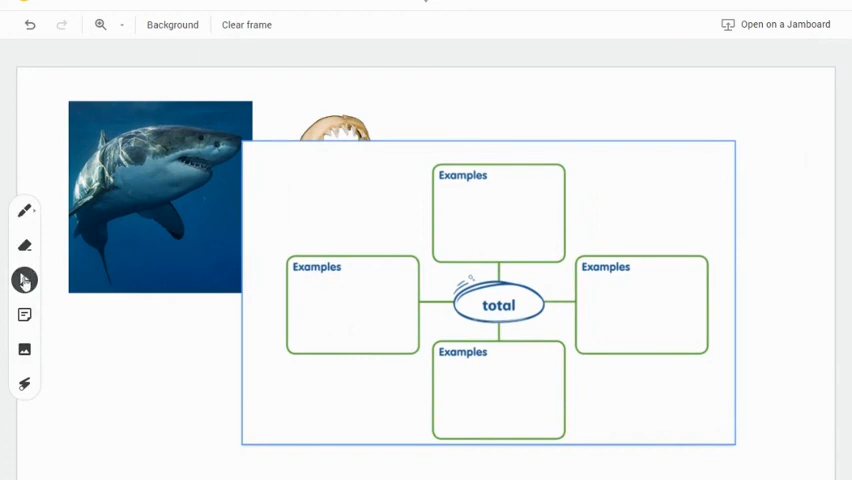 Background
Clear frame
Open on a Jamboard
Examples
Examples
Examples
total
Examples